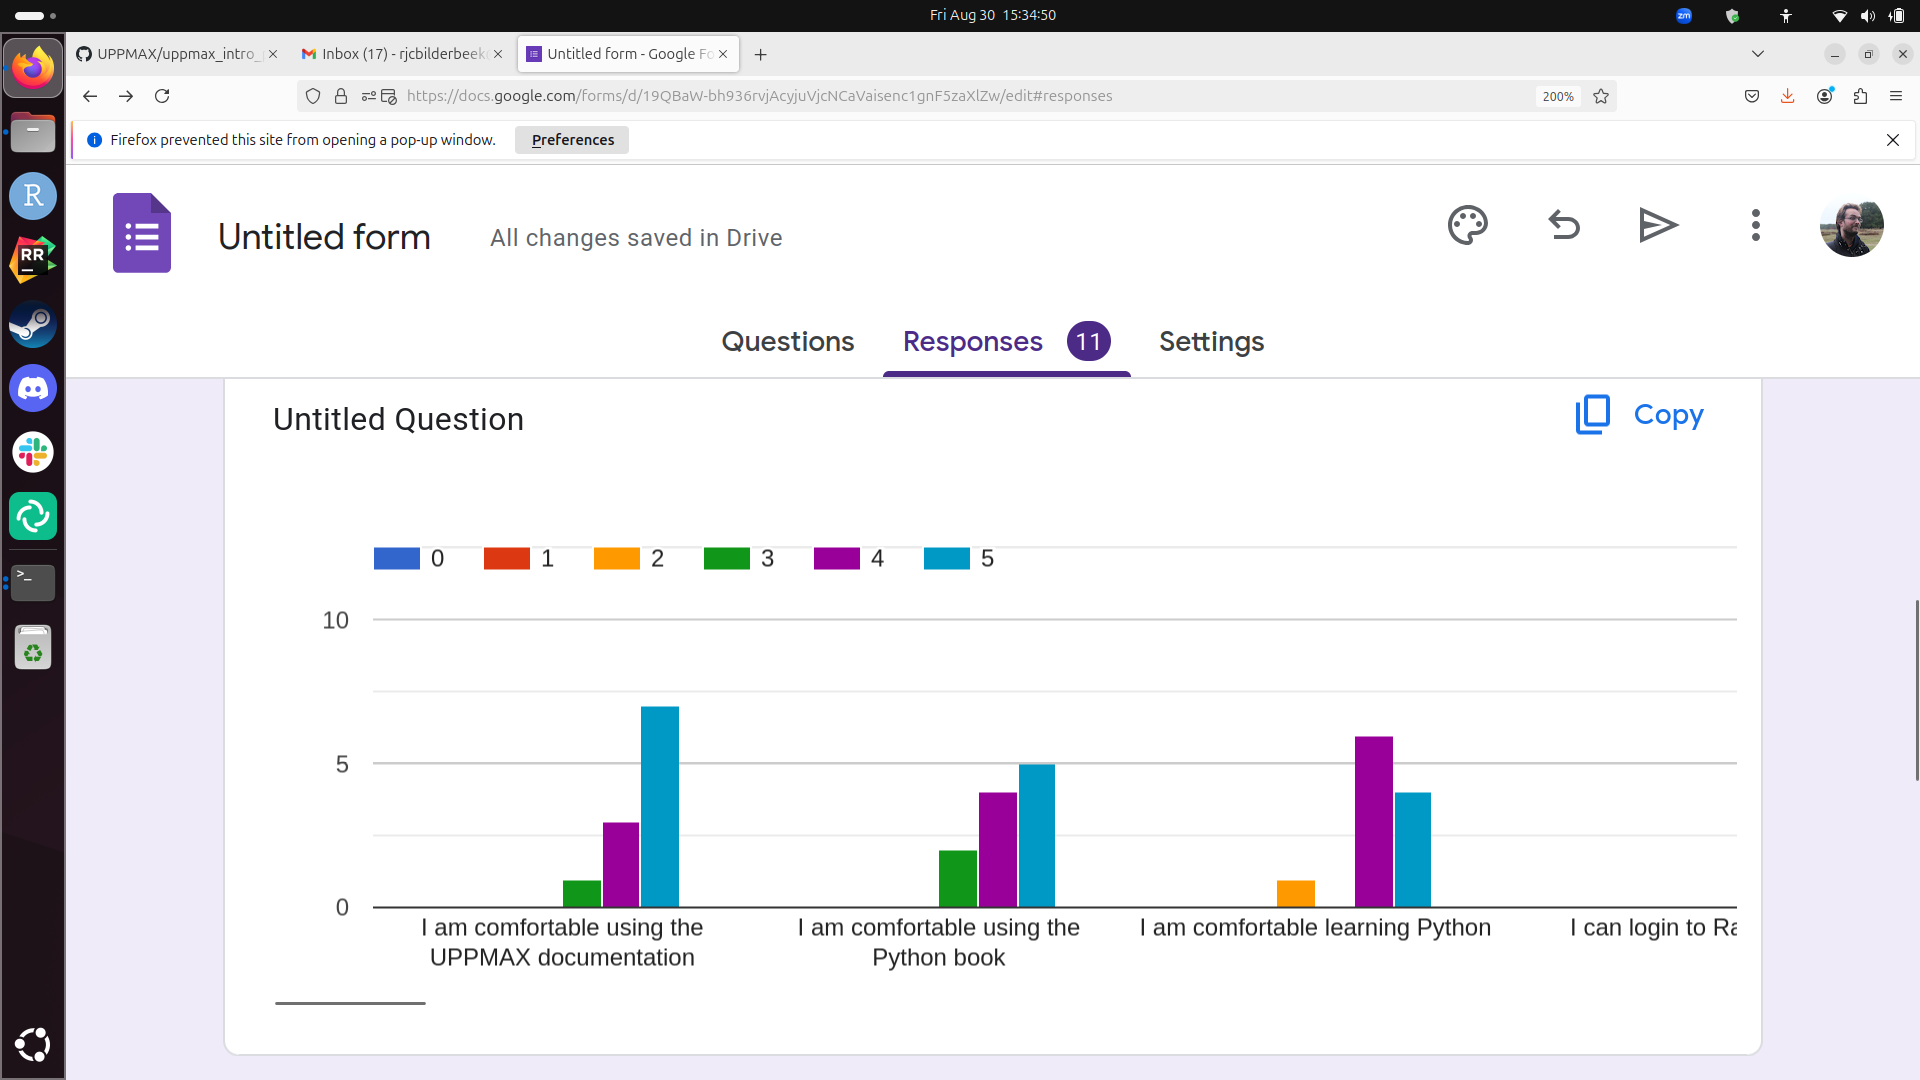 Fri Aug 30 15:34:50
zm
UPPMAX/uppmax_intro_
Inbox (17) - rjcbilderbeek
Untitled form - Google Fo
https://docs.google.com/forms/d/19QBaW-bh936rvjAcyjuVjcNCaVaisenc1gnF5zaXlZw/edit#responses
200%
Firefox prevented this site from opening a pop-up window.
Preferences
R
RR
Untitled form
All changes saved in Drive
Questions
Responses 11
Settings
Untitled Question
Copy
0 1 2 3 4 5
10
5
0
I am comfortable using the
UPPMAX documentation
I am comfortable using the
Python book
I am comfortable learning Python
I can login to Ra
>_